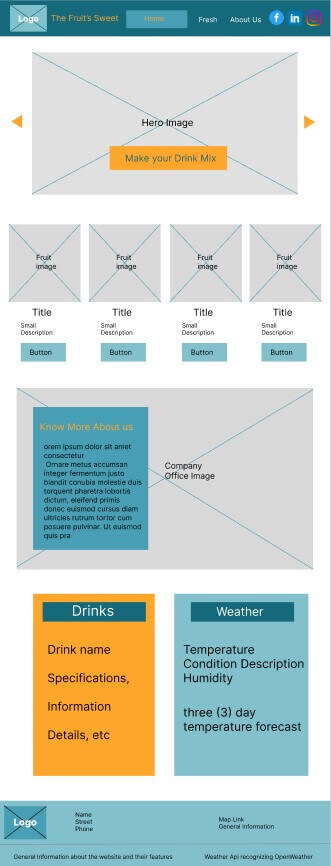 Logo
The Fruit's Sweet
Home
Fresh
About Us
Hero Image
Make your Drink Mix
Fruit
image
Fruit
image
Fruit
image
Fruit
image
Title
Title
Title
Title
Small
Description
Small
Description
Small
Description
Small
Description
Button
Button
Button
Button
Know More About us
orem ipsum dolor sit amet
consectetur
Ornare metus accumsan
integer fermentum justo
blandit conubia molestie duis
torquent pharetra lobortis
dictum, eleifend primis
donec euismod cursus diam
ultricies rutrum tortor cum
posuere pulvinar. Ut euismod
quis pra
Company
Office Image
Drinks
Drink name
Specifications,
Information
Details, etc
Weather
Temperature
Condition Description
Humidity
three (3) day
temperature forecast
Logo
Name
Street
Phone
Map Link
General Information
General Information about the website and their features
Weather Api recognizing OpenWeather